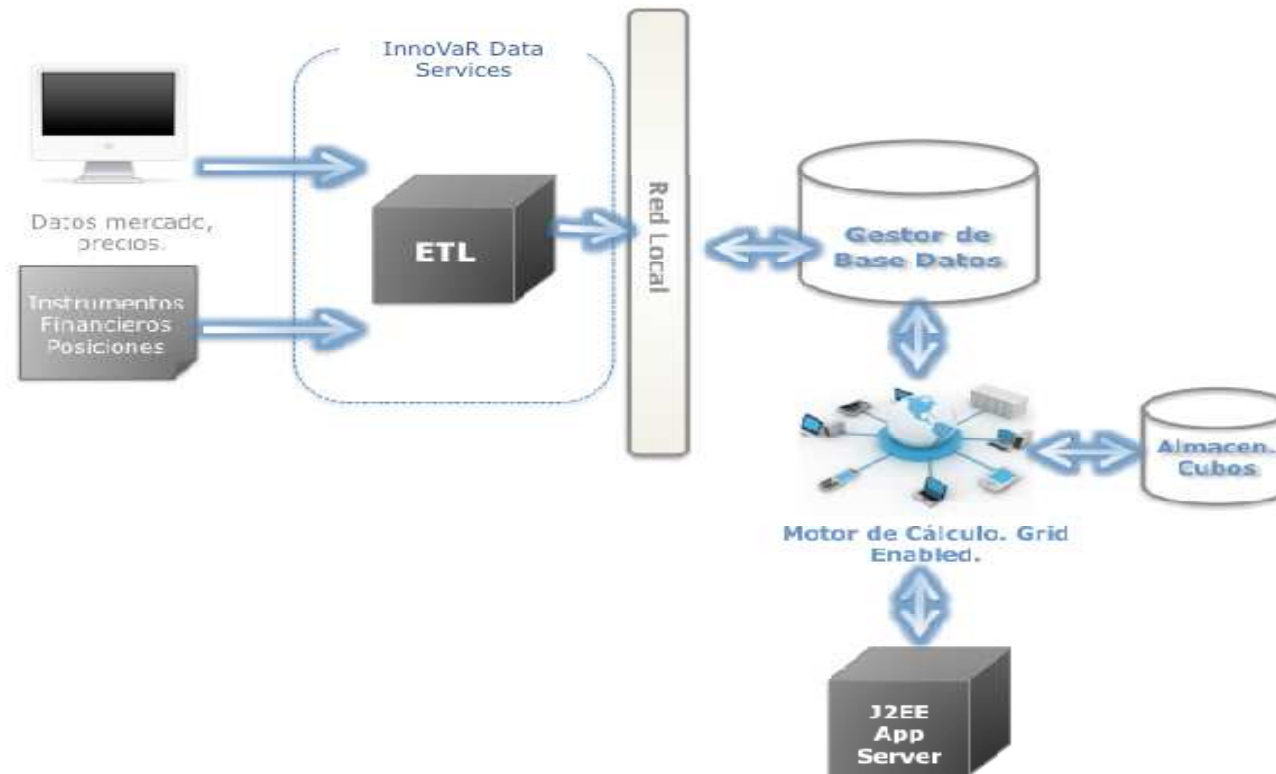 InnoVaR Data
Services
Datos mercado,
precios.
Instrumentos
Financieros
Posiciones
ETL
Red Local
Gestor de
Base Datos
Almacen.
Cubos
Motor de Cálculo. Grid
Enabled.
J2EE
App
Server